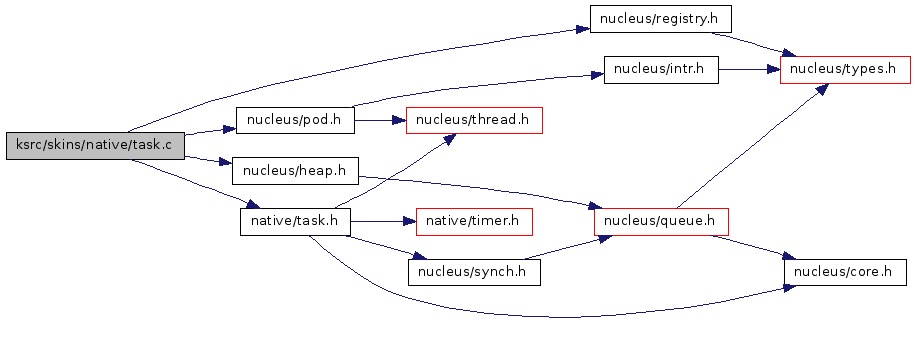 nucleus/registry.h
nucleus/intr.h
nucleus/types.h
nucleus/pod.h
nucleus/thread.h
ksrc/skins/native/task.c
nucleus/heap.h
native/task.h
native/timer.h
nucleus/queue.h
nucleus/synch.h
nucleus/core.h